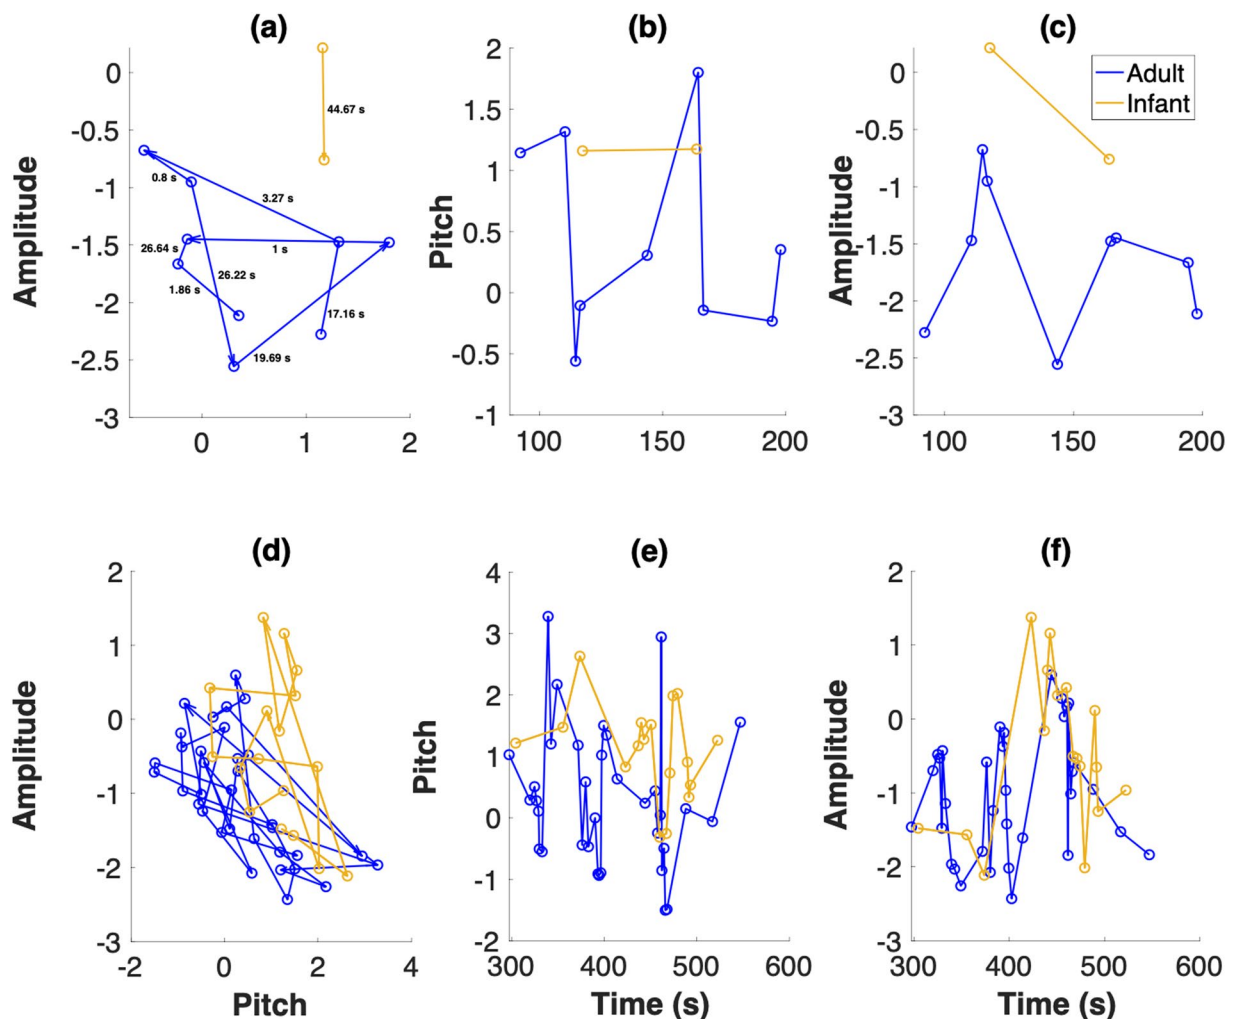 (a)
Amplitude
0
-0.5
-1
-1.5
-2
-2.5
-3
0 1 2
44.67 s
0.8 s
3.27 s
26.64 s
1 s
26.22 s
1.86 s
17.16 s
19.69 s
(b)
Pitch
2
1.5
1
0.5
0
-0.5
-1
100 150 200
(c)
Amplitude
0
-0.5
-1
-1.5
-2
-2.5
-3
100 150 200
Adult
Infant
(d)
Amplitude
2
1
0
-1
-2
-3
-2 0 2 4
Pitch
(e)
Pitch
4
3
2
1
0
-1
-2
300 400 500 600
Time (s)
(f)
Amplitude
2
1
0
-1
-2
-3
300 400 500 600
Time (s)